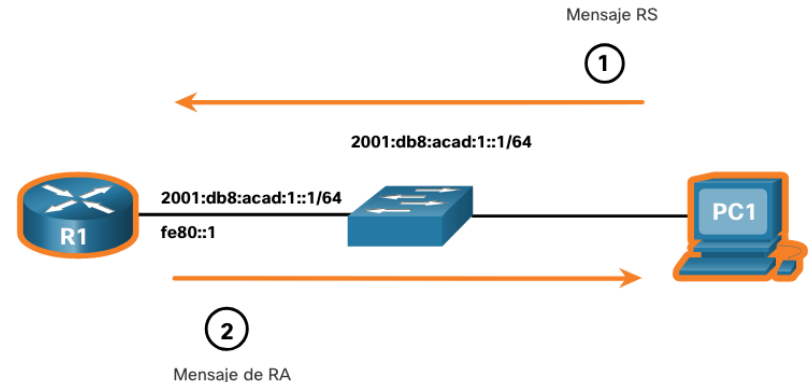 Mensaje RS
1
2001:db8:acad:1::1/64
2001:db8:acad:1::1/64
R1
fe80::1
PC1
2
Mensaje de RA